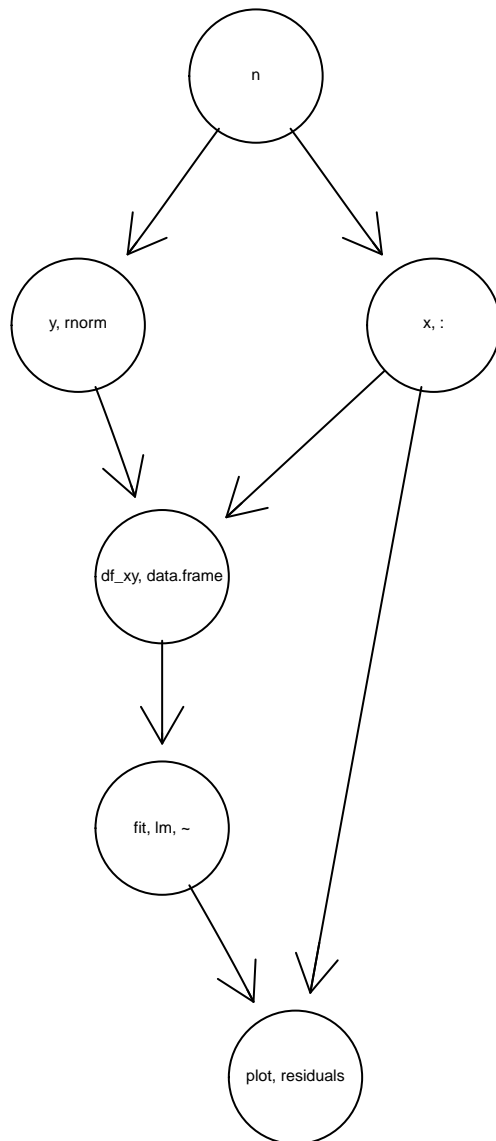 n
y, rnorm
x, :
df_xy, data.frame
fit, lm, ~
plot, residuals